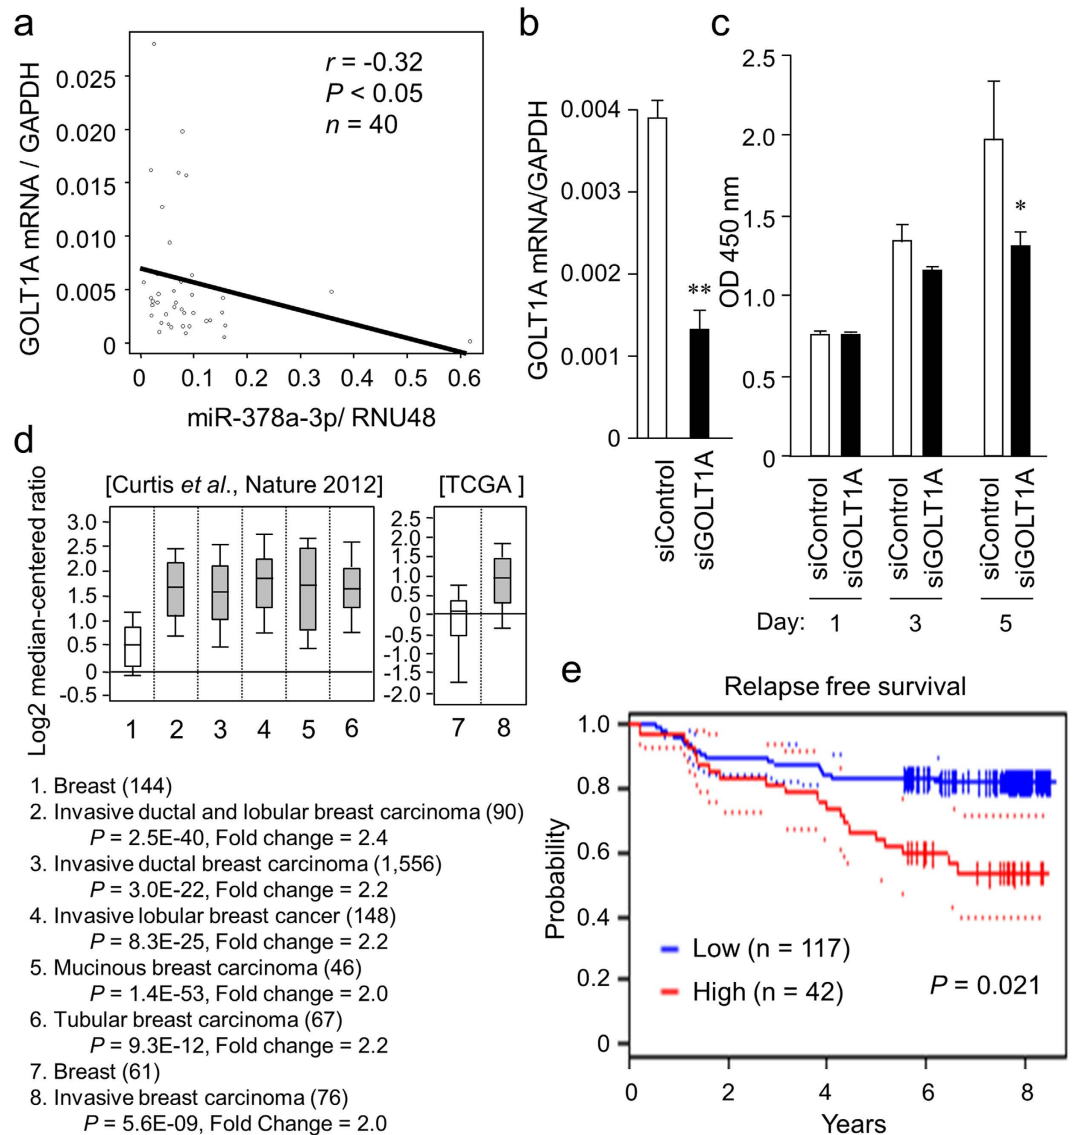 a
GOLT1A mRNA / GAPDH
0.025
0.020
0.015
0.010
0.005
0
r = -0.32
P < 0.05
n = 40
0 0.1 0.2 0.3 0.4 0.5 0.6
miR-378a-3p/ RNU48
b
GOLT1A mRNA/GAPDH
0.004
0.003
0.002
0.001
0
**
siControl
siGOLT1A
c
OD 450 nm
2.5
2.0
1.5
1.0
0.5
0
*
siControl
siGOLT1A
siControl
siGOLT1A
siControl
siGOLT1A
Day: 1 3 5
d
Log2 median-centered ratio
[Curtis et al., Nature 2012]
3.0
2.5
2.0
1.5
1.0
0.5
0
-0.5
1 2 3 4 5 6
[TCGA ]
2.5
2.0
1.5
1.0
0.5
0
-0.5
-1.0
-1.5
-2.0
7 8
1. Breast (144)
2. Invasive ductal and lobular breast carcinoma (90)
P = 2.5E-40, Fold change = 2.4
3. Invasive ductal breast carcinoma (1,556)
P = 3.0E-22, Fold change = 2.2
4. Invasive lobular breast cancer (148)
P = 8.3E-25, Fold change = 2.2
5. Mucinous breast carcinoma (46)
P = 1.4E-53, Fold change = 2.0
6. Tubular breast carcinoma (67)
P = 9.3E-12, Fold change = 2.2
7. Breast (61)
8. Invasive breast carcinoma (76)
P = 5.6E-09, Fold Change = 2.0
e
Relapse free survival
Probability
1.0
0.8
0.6
0.4
0.2
0
Low (n = 117)
High (n = 42)
P = 0.021
0 2 4 6 8
Years